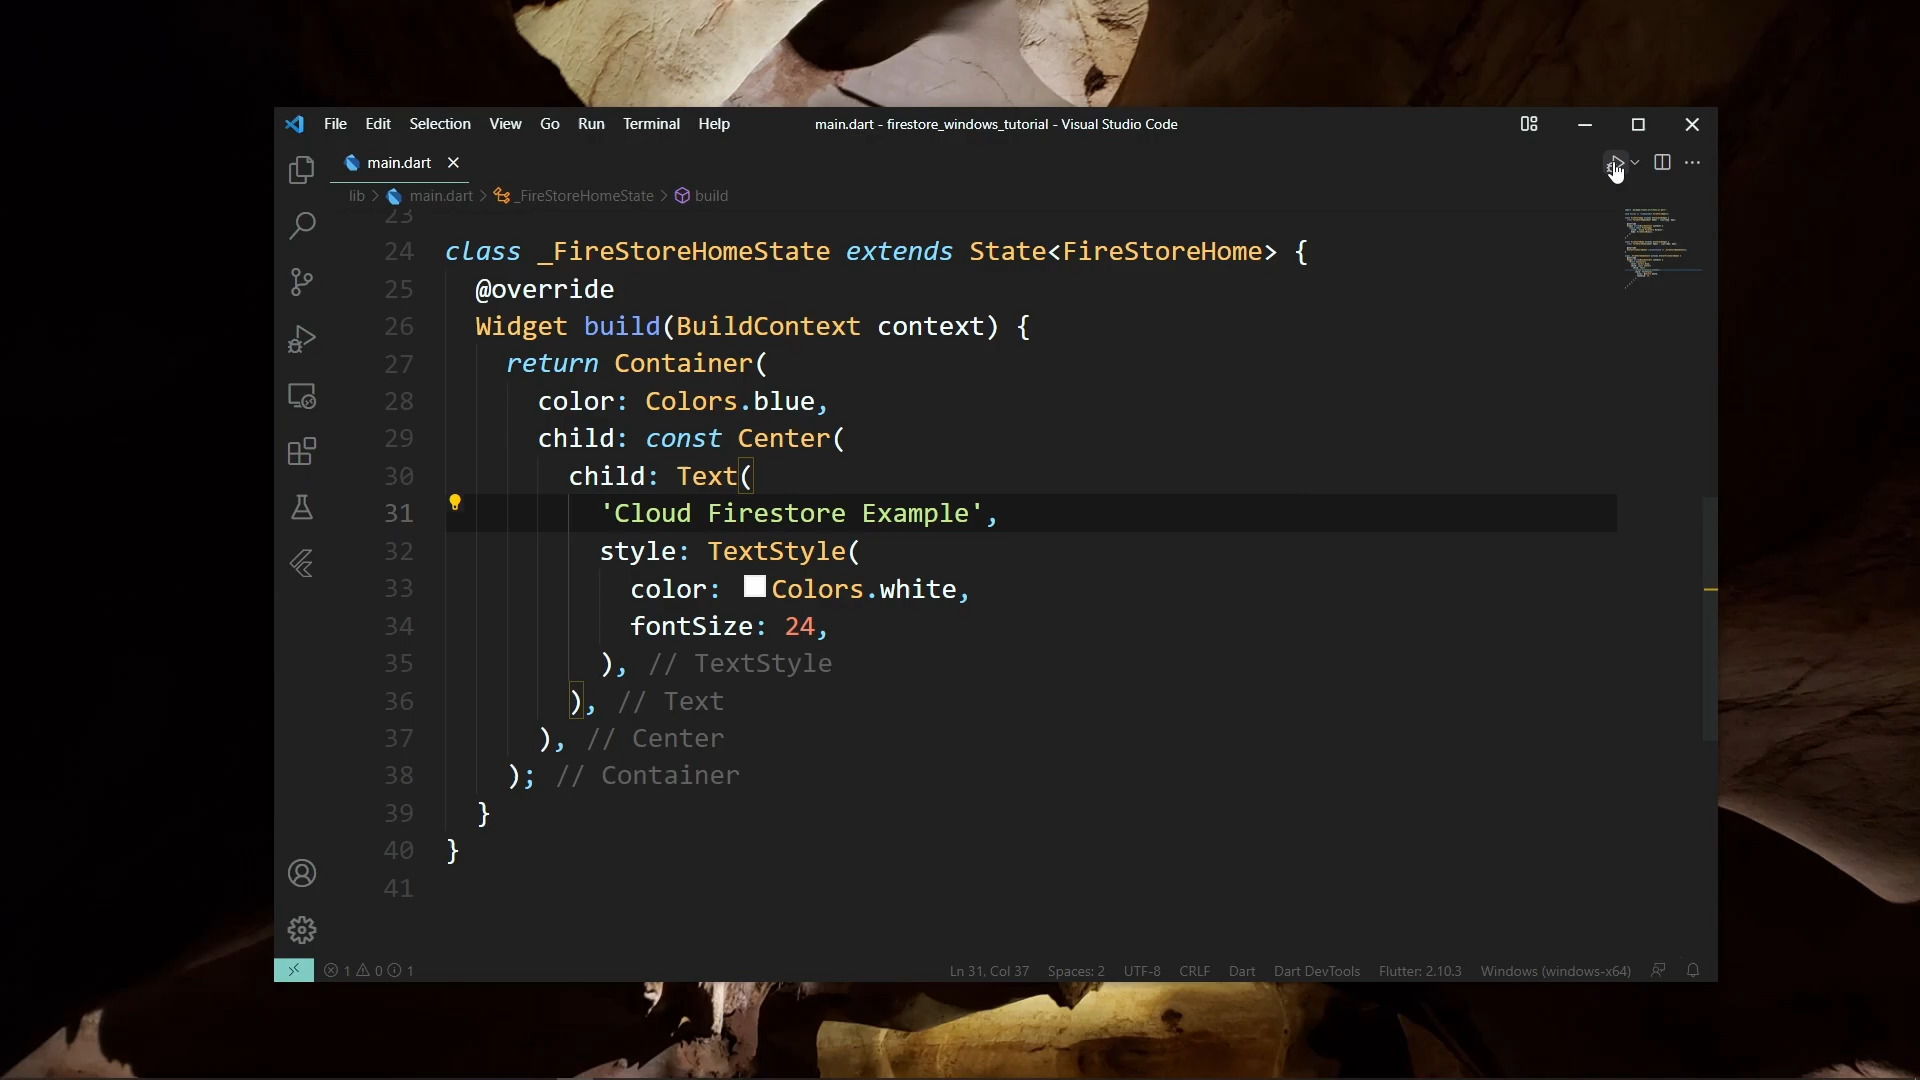 File Edit Selection View Go Run Terminal Help main.dart - firestore_windows_tutorial - Visual Studio Code
main.dart
lib > main.dart > _FireStoreHomeState > build
23
24 class _FireStoreHomeState extends State<FireStoreHome> {
25 @override
26 Widget build(BuildContext context) {
27 return Container(
28 color: Colors.blue,
29 child: const Center(
30 child: Text(
31 'Cloud Firestore Example',
32 style: TextStyle(
33 color: Colors.white,
34 fontSize: 24,
35 ), // TextStyle
36 ), // Text
37 ), // Center
38 ); // Container
39 }
40 }
41
1 0 1 Ln 31, Col 37 Spaces: 2 UTF-8 CRLF Dart Dart DevTools Flutter: 2.10.3 Windows (windows-x64)